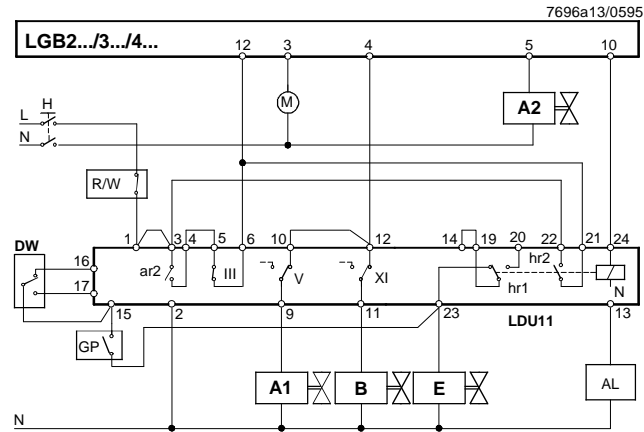 7696a13/0595
LGB2.../3.../4...
12 3 4 5 10
H
M
A2
L
N
R/W
DW
1 3 4 5 6 10 12 14 19 20 22 21 24
16
17
ar2 III V XI hr1 hr2 N
15 2 9 11 23 LDU11 13
GP
A1 B E AL
N